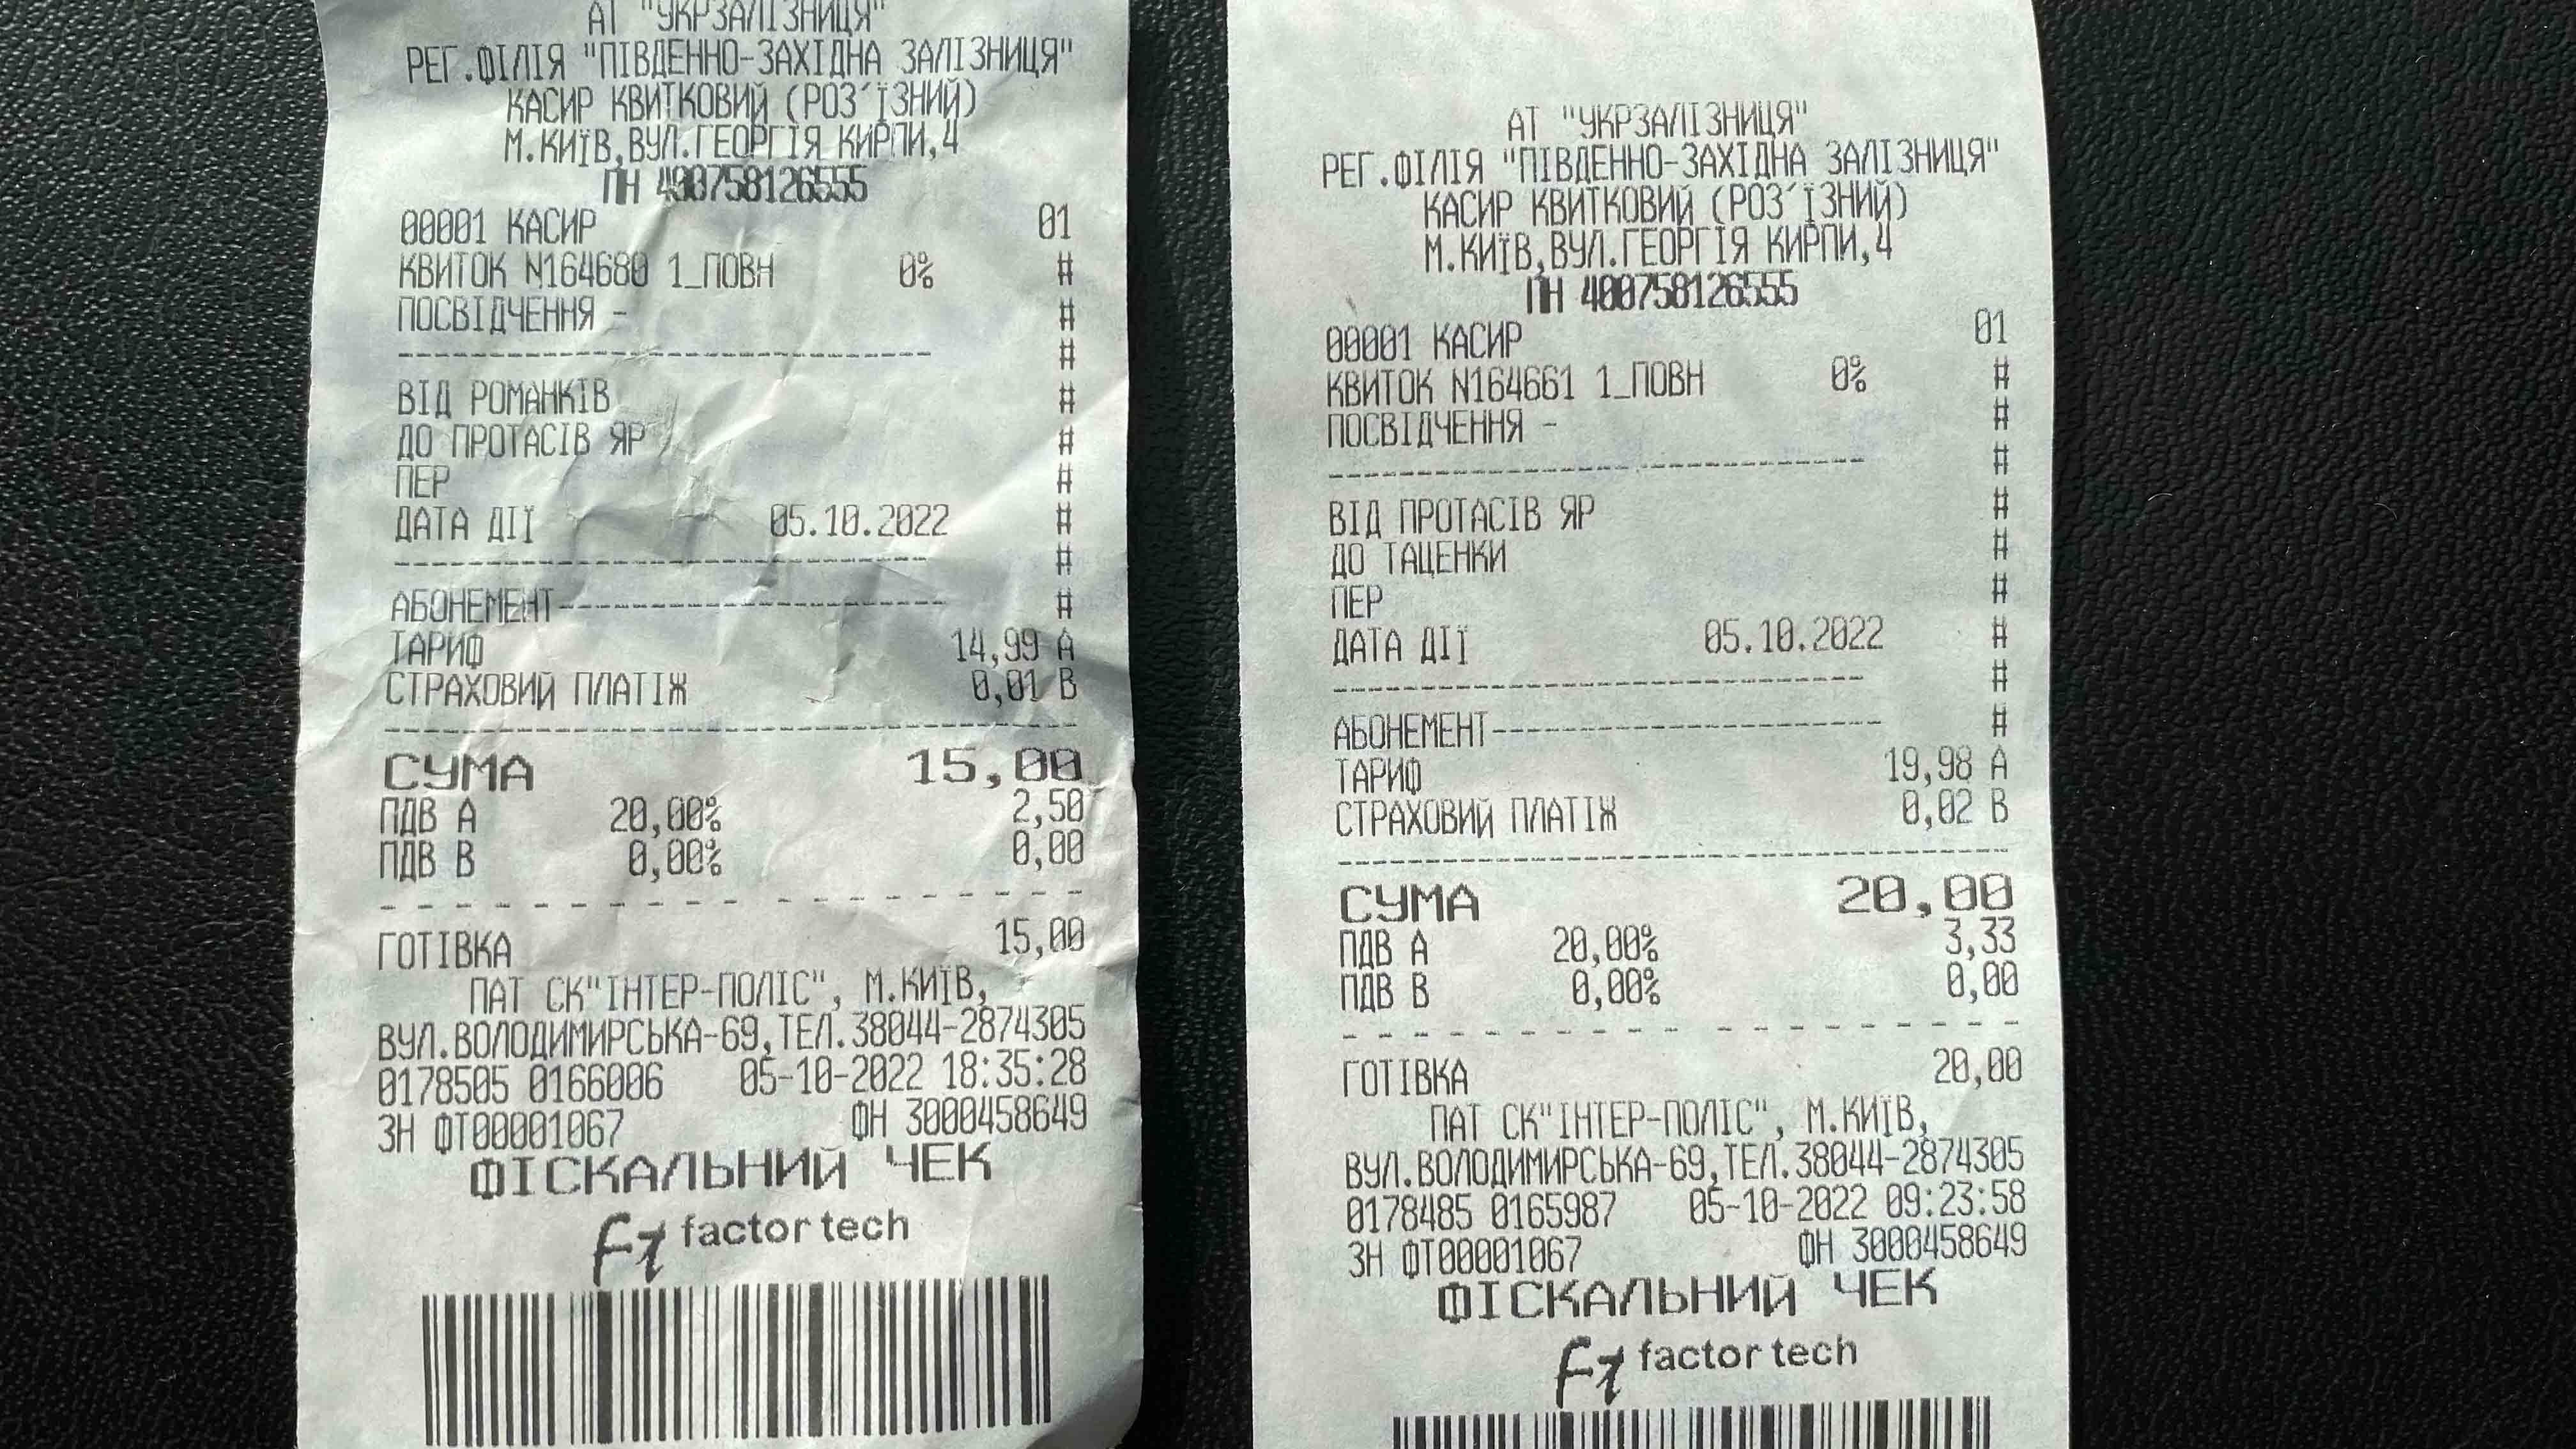 АТ "УКРЗАЛІЗНИЦЯ"
РЕГ.ФІЛІЯ "ПІВДЕННО-ЗАХІДНА ЗАЛІЗНИЦЯ"
КАСИР КВИТКОВИЙ (РОЗ´ЇЗНИЙ)
М.КИЇВ,ВУЛ.ГЕОРГІЯ КИРПИ,4
ПН 400758126555
00001 КАСИР 01
КВИТОК N164680 1_ПОВН 0% #
ПОСВІДЧЕННЯ - #
#
ВІД РОМАНКІВ #
ДО ПРОТАСІВ ЯР #
ПЕР #
ДАТА ДІЇ 05.10.2022 #
#
АБОНЕМЕНТ------------------------- #
ТАРИФ 14,99 А
СТРАХОВИЙ ПЛАТІЖ 0,01 В
СУМА 15,00
ПДВ А 20,00% 2,50
ПДВ В 0,00% 0,00
ГОТІВКА 15,00
ПАТ СК"ІНТЕР-ПОЛІС", М.КИЇВ,
ВУЛ.ВОЛОДИМИРСЬКА-69,ТЕЛ.38044-2874305
0178505 0166006 05-10-2022 18:35:28
ЗН ФТ00001067 ФН 3000458649
ФІСКАЛЬНИЙ ЧЕК
FT factor tech
АТ "УКРЗАЛІЗНИЦЯ"
РЕГ.ФІЛІЯ "ПІВДЕННО-ЗАХІДНА ЗАЛІЗНИЦЯ"
КАСИР КВИТКОВИЙ (РОЗ´ЇЗНИЙ)
М.КИЇВ,ВУЛ.ГЕОРГІЯ КИРПИ,4
ПН 400758126555
00001 КАСИР 01
КВИТОК N164661 1_ПОВН 0% #
ПОСВІДЧЕННЯ - #
#
ВІД ПРОТАСІВ ЯР #
ДО ТАЦЕНКИ #
ПЕР #
ДАТА ДІЇ 05.10.2022 #
#
АБОНЕМЕНТ------------------------- #
ТАРИФ 19,98 А
СТРАХОВИЙ ПЛАТІЖ 0,02 В
СУМА 20,00
ПДВ А 20,00% 3,33
ПДВ В 0,00% 0,00
ГОТІВКА 20,00
ПАТ СК"ІНТЕР-ПОЛІС", М.КИЇВ,
ВУЛ.ВОЛОДИМИРСЬКА-69,ТЕЛ.38044-2874305
0178485 0165987 05-10-2022 09:23:58
ЗН ФТ00001067 ФН 3000458649
ФІСКАЛЬНИЙ ЧЕК
FT factor tech